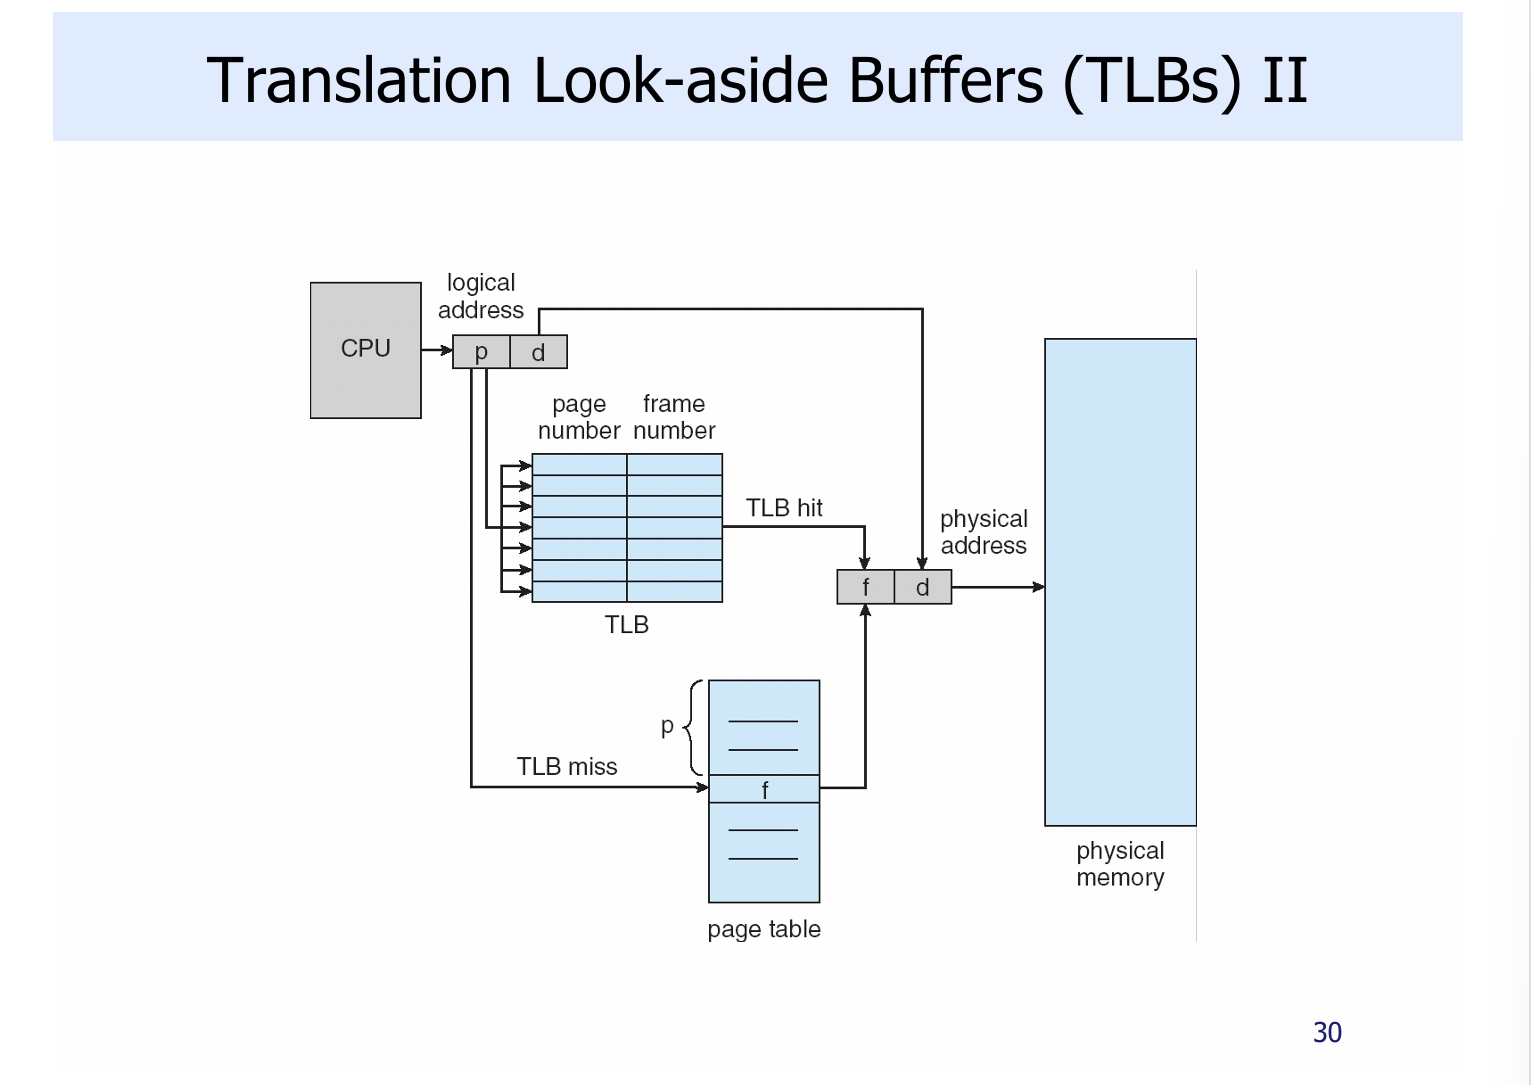 Translation Look-aside Buffers (TLBs) II
logical
address
CPU
p
d
page
number
frame
number
TLB hit
physical
address
f
d
TLB
p
TLB miss
f
physical
memory
page table
30